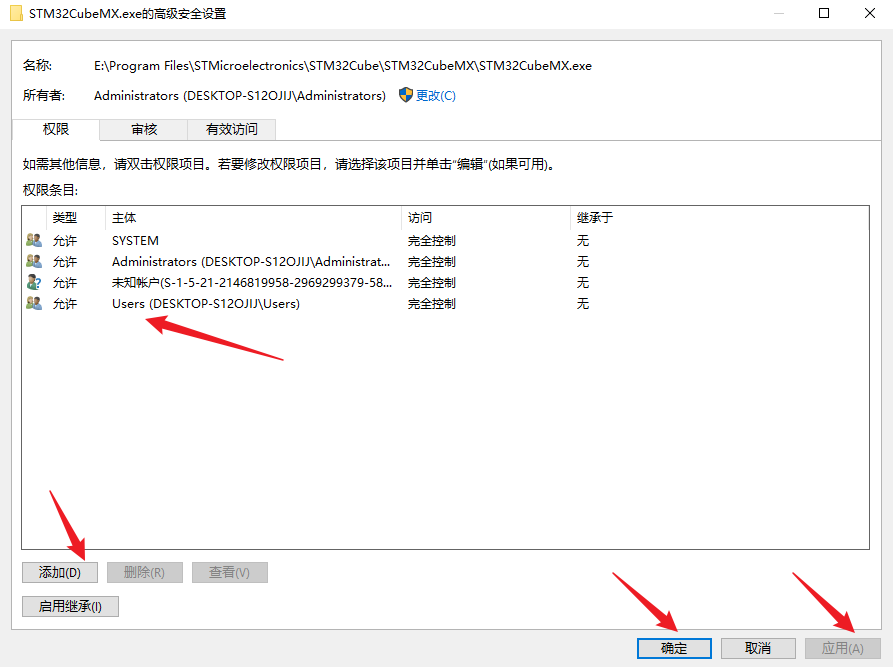 STM32CubeMX.exe的高级安全设置
名称: E:\Program Files\STMicroelectronics\STM32Cube\STM32CubeMX\STM32CubeMX.exe
所有者: Administrators (DESKTOP-S12OJIJ\Administrators) 更改(C)
权限 审核 有效访问
如需其他信息，请双击权限项目。若要修改权限项目，请选择该项目并单击“编辑”(如果可用)。
权限条目:
类型 主体 访问 继承于
允许 SYSTEM 完全控制 无
允许 Administrators (DESKTOP-S12OJIJ\Administrat... 完全控制 无
允许 未知帐户(S-1-5-21-2146819958-2969299379-58... 完全控制 无
允许 Users (DESKTOP-S12OJIJ\Users) 完全控制 无
添加(D) 删除(R) 查看(V)
启用继承(I)
确定 取消 应用(A)